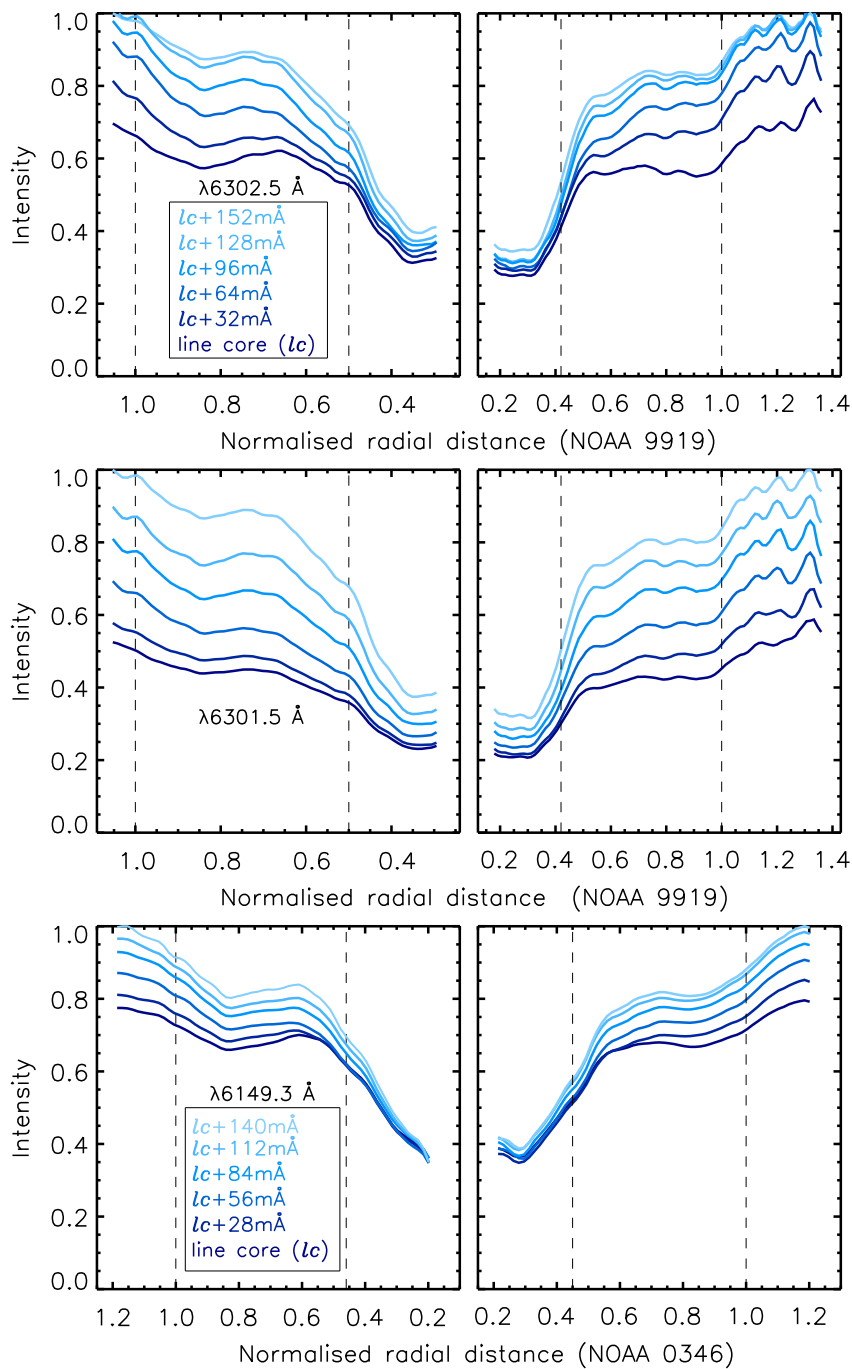 1.0
0.8
0.6
0.4
0.2
0.0
Intensity
λ6302.5 Å
lc+152mÅ
lc+128mÅ
lc+96mÅ
lc+64mÅ
lc+32mÅ
line core (lc)
1.0 0.8 0.6 0.4
0.2 0.4 0.6 0.8 1.0 1.2 1.4
Normalised radial distance (NOAA 9919)
1.0
0.8
0.6
0.4
0.2
0.0
Intensity
λ6301.5 Å
1.0 0.8 0.6 0.4
0.2 0.4 0.6 0.8 1.0 1.2 1.4
Normalised radial distance (NOAA 9919)
1.0
0.8
0.6
0.4
0.2
0.0
Intensity
λ6149.3 Å
lc+140mÅ
lc+112mÅ
lc+84mÅ
lc+56mÅ
lc+28mÅ
line core (lc)
1.2 1.0 0.8 0.6 0.4 0.2
0.2 0.4 0.6 0.8 1.0 1.2
Normalised radial distance (NOAA 0346)